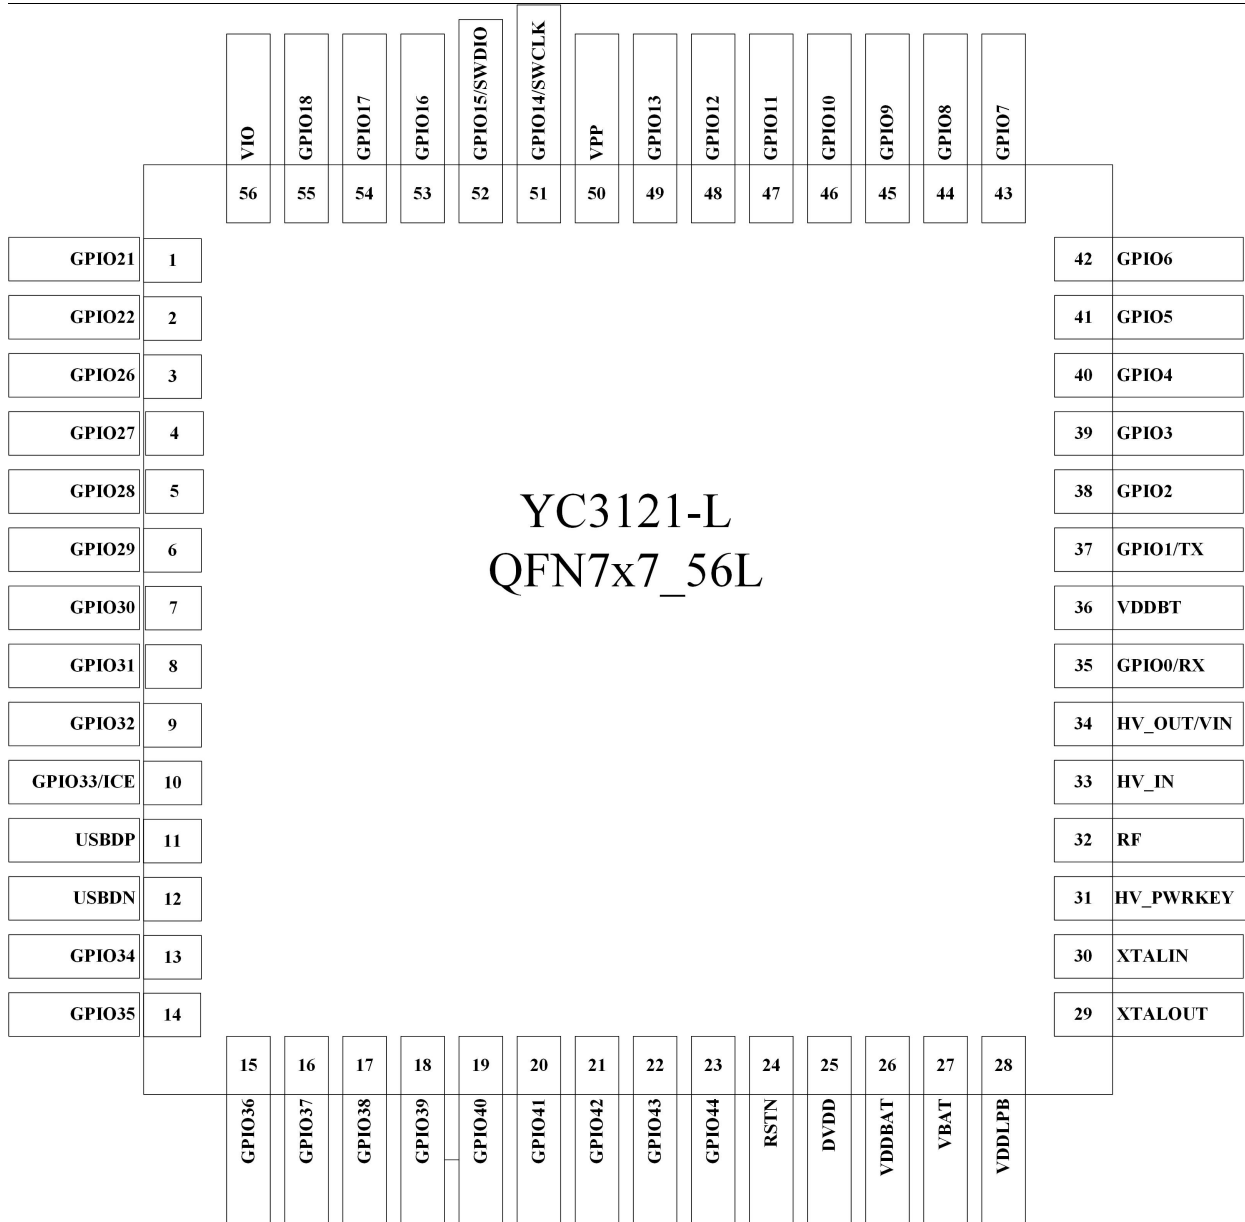 VIO GPIO18 GPIO17 GPIO16 GPIO15/SWDIO GPIO14/SWCLK VPP GPIO13 GPIO12 GPIO11 GPIO10 GPIO9 GPIO8 GPIO7
56 55 54 53 52 51 50 49 48 47 46 45 44 43
GPIO21 1 42 GPIO6
GPIO22 2 41 GPIO5
GPIO26 3 40 GPIO4
GPIO27 4 39 GPIO3
GPIO28 5 38 GPIO2
YC3121-L
GPIO29 6 37 GPIO1/TX
QFN7x7_56L
GPIO30 7 36 VDDBT
GPIO31 8 35 GPIO0/RX
GPIO32 9 34 HV_OUT/VIN
GPIO33/ICE 10 33 HV_IN
USBDP 11 32 RF
USBDN 12 31 HV_PWRKEY
GPIO34 13 30 XTALIN
GPIO35 14 29 XTALOUT
15 16 17 18 19 20 21 22 23 24 25 26 27 28
GPIO36 GPIO37 GPIO38 GPIO39 GPIO40 GPIO41 GPIO42 GPIO43 GPIO44 RSTN DVDD VDDBAT VBAT VDDLPB